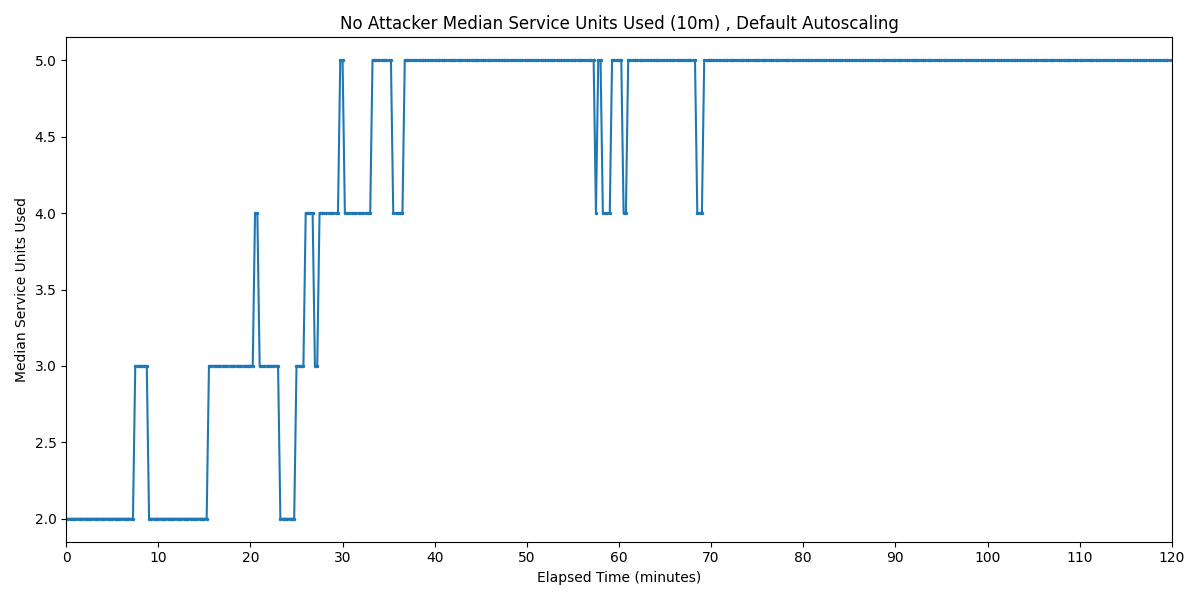 No Attacker Median Service Units Used (10m) , Default Autoscaling
Median Service Units Used
5.0
4.5
4.0
3.5
3.0
2.5
2.0
0 10 20 30 40 50 60 70 80 90 100 110 120
Elapsed Time (minutes)